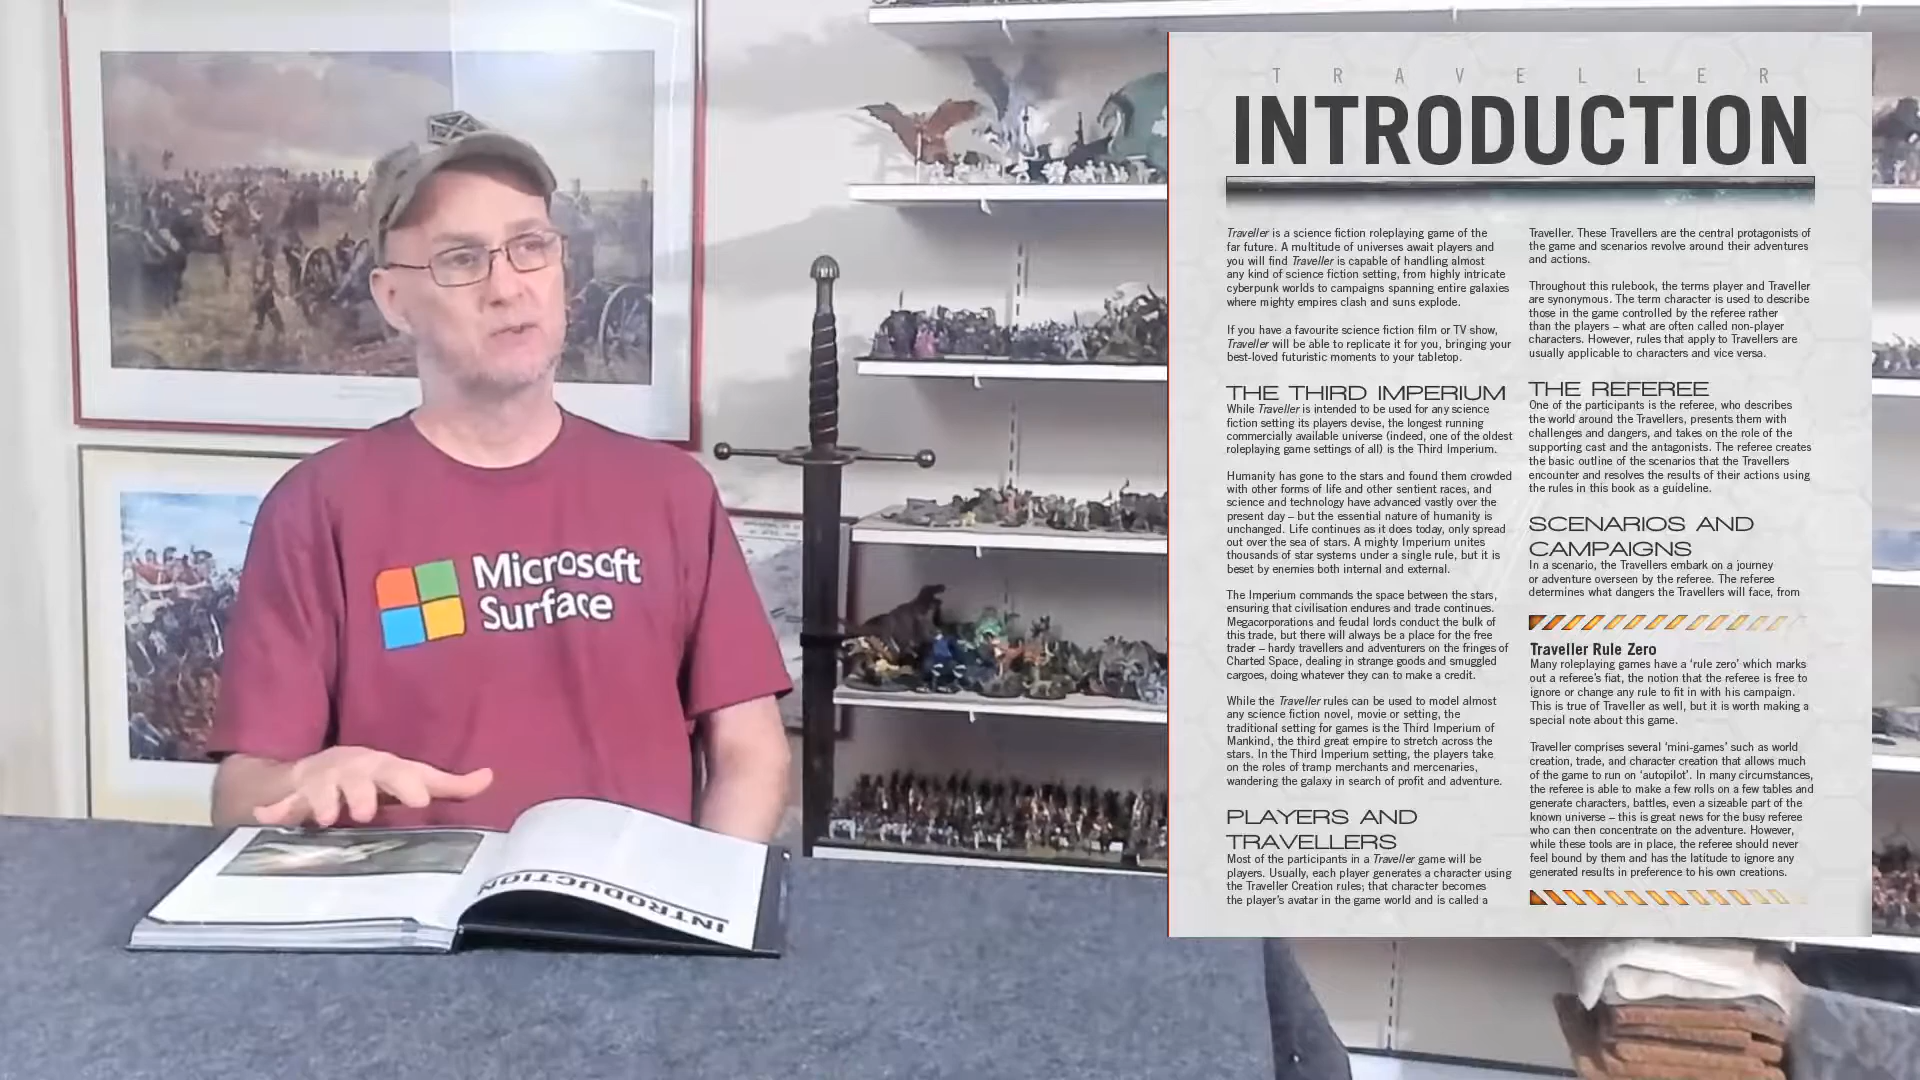 Microsoft
Surface
INTRODUCTION
TRAVELLER
INTRODUCTION
Traveller is a science fiction roleplaying game of the
far future. A multitude of universes await players and
you will find Traveller is capable of handling almost
any kind of science fiction setting, from highly intricate
cyberpunk worlds to campaigns spanning entire galaxies
where mighty empires clash and suns explode.
If you have a favourite science fiction film or TV show,
Traveller will be able to replicate it for you, bringing your
best-loved futuristic moments to your tabletop.
THE THIRD IMPERIUM
While Traveller is intended to be used for any science
fiction setting its players devise, the longest running
commercially available universe (indeed, one of the oldest
roleplaying game settings of all) is the Third Imperium.
Humanity has gone to the stars and found them crowded
with other forms of life and other sentient races, and
science and technology have advanced vastly over the
present day – but the essential nature of humanity is
unchanged. Life continues as it does today, only spread
out over the sea of stars. A mighty Imperium unites
thousands of star systems under a single rule, but it is
beset by enemies both internal and external.
The Imperium commands the space between the stars,
ensuring that civilisation endures and trade continues.
Megacorporations and feudal lords conduct the bulk of
this trade, but there will always be a place for the free
trader – hardy travellers and adventurers on the fringes of
Charted Space, dealing in strange goods and smuggled
cargoes, doing whatever they can to make a credit.
While the Traveller rules can be used to model almost
any science fiction novel, movie or setting, the
traditional setting for games is the Third Imperium of
Mankind, the third great empire to stretch across the
stars. In the Third Imperium setting, the players take
on the roles of tramp merchants and mercenaries,
wandering the galaxy in search of profit and adventure.
PLAYERS AND
TRAVELLERS
Most of the participants in a Traveller game will be
players. Usually, each player generates a character using
the Traveller Creation rules; that character becomes
the player's avatar in the game world and is called a
Traveller. These Travellers are the central protagonists of
the game and scenarios revolve around their adventures
and actions.
Throughout this rulebook, the terms player and Traveller
are synonymous. The term character is used to describe
those in the game controlled by the referee rather
than the players – what are often called non-player
characters. However, rules that apply to Travellers are
usually applicable to characters and vice versa.
THE REFEREE
One of the participants is the referee, who describes
the world around the Travellers, presents them with
challenges and dangers, and takes on the role of the
supporting cast and the antagonists. The referee creates
the basic outline of the scenarios that the Travellers
encounter and resolves the results of their actions using
the rules in this book as a guideline.
SCENARIOS AND
CAMPAIGNS
In a scenario, the Travellers embark on a journey
or adventure overseen by the referee. The referee
determines what dangers the Travellers will face, from
Traveller Rule Zero
Many roleplaying games have a 'rule zero' which marks
out a referee's fiat, the notion that the referee is free to
ignore or change any rule to fit in with his campaign.
This is true of Traveller as well, but it is worth making a
special note about this game.
Traveller comprises several 'mini-games' such as world
creation, trade, and character creation that allows much
of the game to run on 'autopilot'. In many circumstances,
the referee is able to make a few rolls on a few tables and
generate characters, battles, even a sizeable part of the
known universe – this is great news for the busy referee
who can then concentrate on the adventure. However,
while these tools are in place, the referee should never
feel bound by them and has the latitude to ignore any
generated results in preference to his own creations.